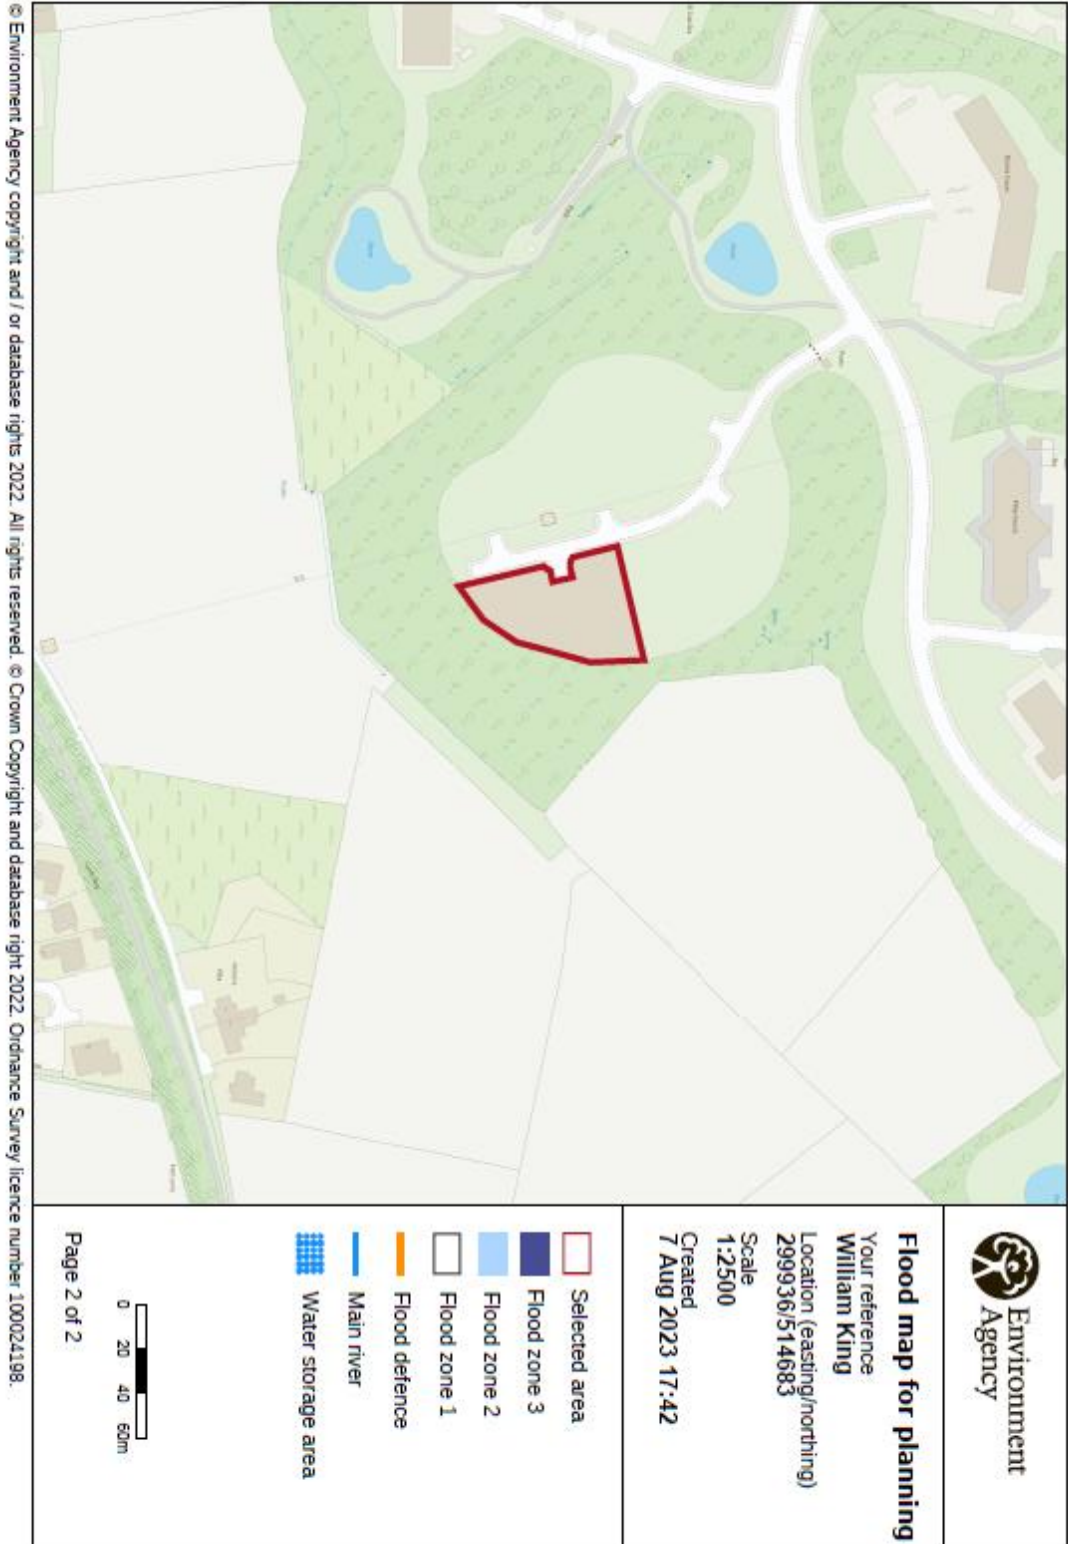 Environment
Agency
Flood map for planning
Your reference
William King
Location (easting/northing)
299936/514683
Scale
1:2500
Created
7 Aug 2023 17:42
Selected area
Flood zone 3
Flood zone 2
Flood zone 1
Flood defence
Main river
Water storage area
0 20 40 60m
Page 2 of 2
© Environment Agency copyright and / or database rights 2022. All rights reserved. © Crown Copyright and database right 2022. Ordnance Survey licence number 100024198.